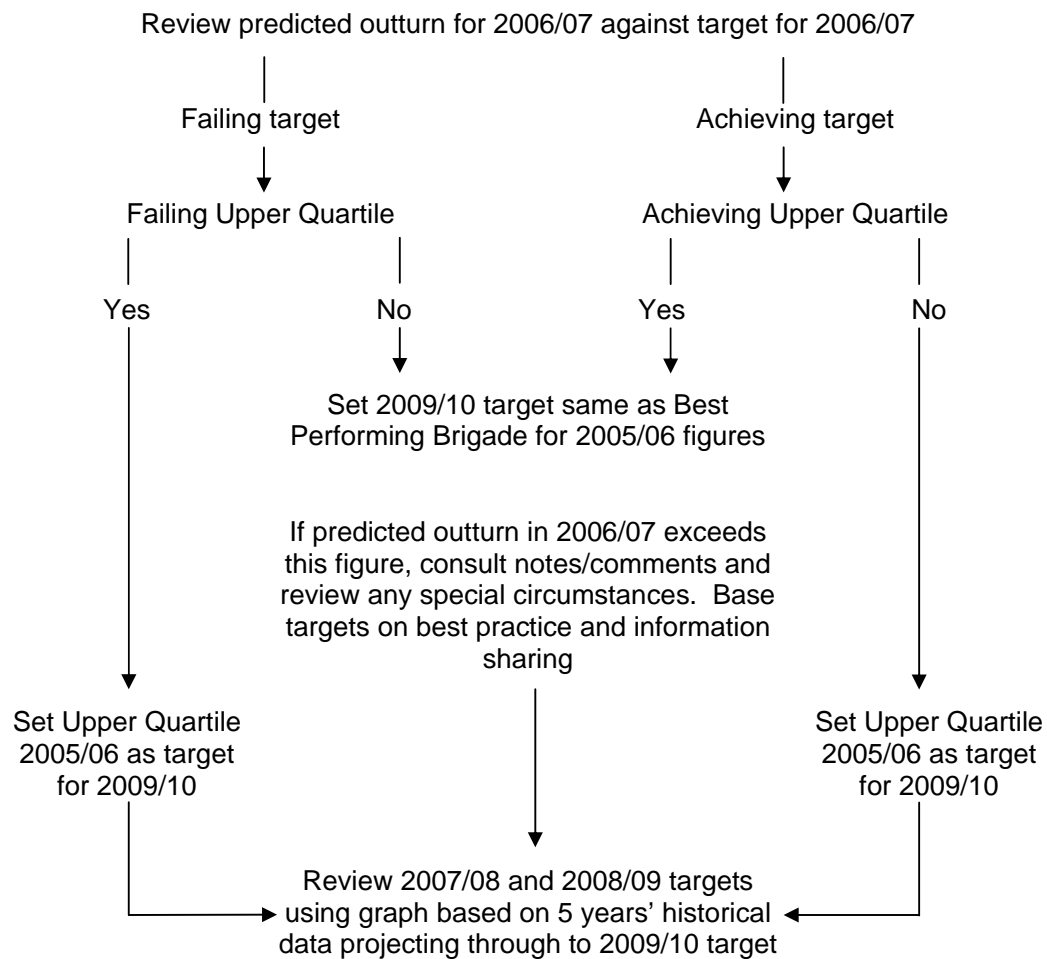 Review predicted outturn for 2006/07 against target for 2006/07
Failing target
Achieving target
Failing Upper Quartile
Achieving Upper Quartile
Yes
No
Yes
No
Set 2009/10 target same as Best
Performing Brigade for 2005/06 figures
If predicted outturn in 2006/07 exceeds
this figure, consult notes/comments and
review any special circumstances. Base
targets on best practice and information
sharing
Set Upper Quartile
2005/06 as target
for 2009/10
Set Upper Quartile
2005/06 as target
for 2009/10
Review 2007/08 and 2008/09 targets
using graph based on 5 years' historical
data projecting through to 2009/10 target